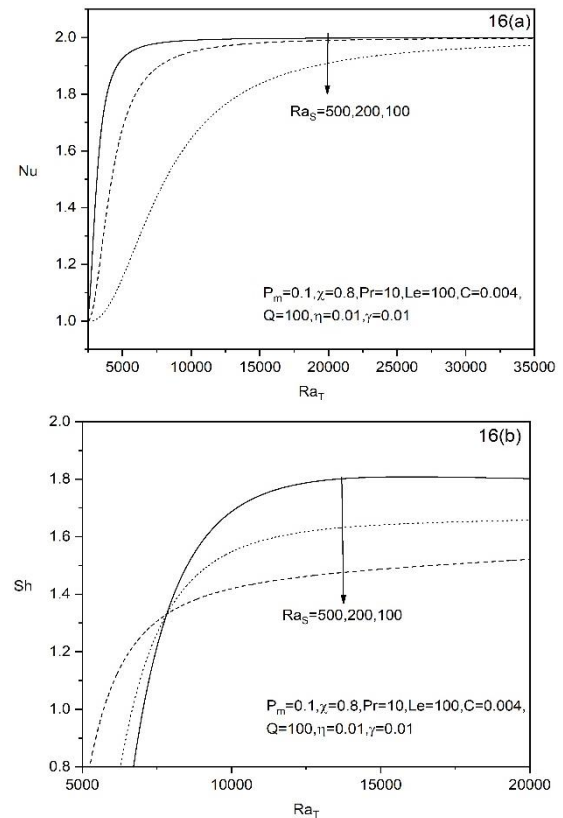 16(a)
2.0
1.8
1.6
1.4
1.2
1.0
Nu
Ra_S=500,200,100
P_m=0.1,χ=0.8,Pr=10,Le=100,C=0.004,
Q=100,η=0.01,γ=0.01
5000 10000 15000 20000 25000 30000 35000
Ra_T
16(b)
2.0
1.8
1.6
1.4
1.2
1.0
0.8
Sh
Ra_S=500,200,100
P_m=0.1,χ=0.8,Pr=10,Le=100,C=0.004,
Q=100,η=0.01,γ=0.01
5000 10000 15000 20000
Ra_T